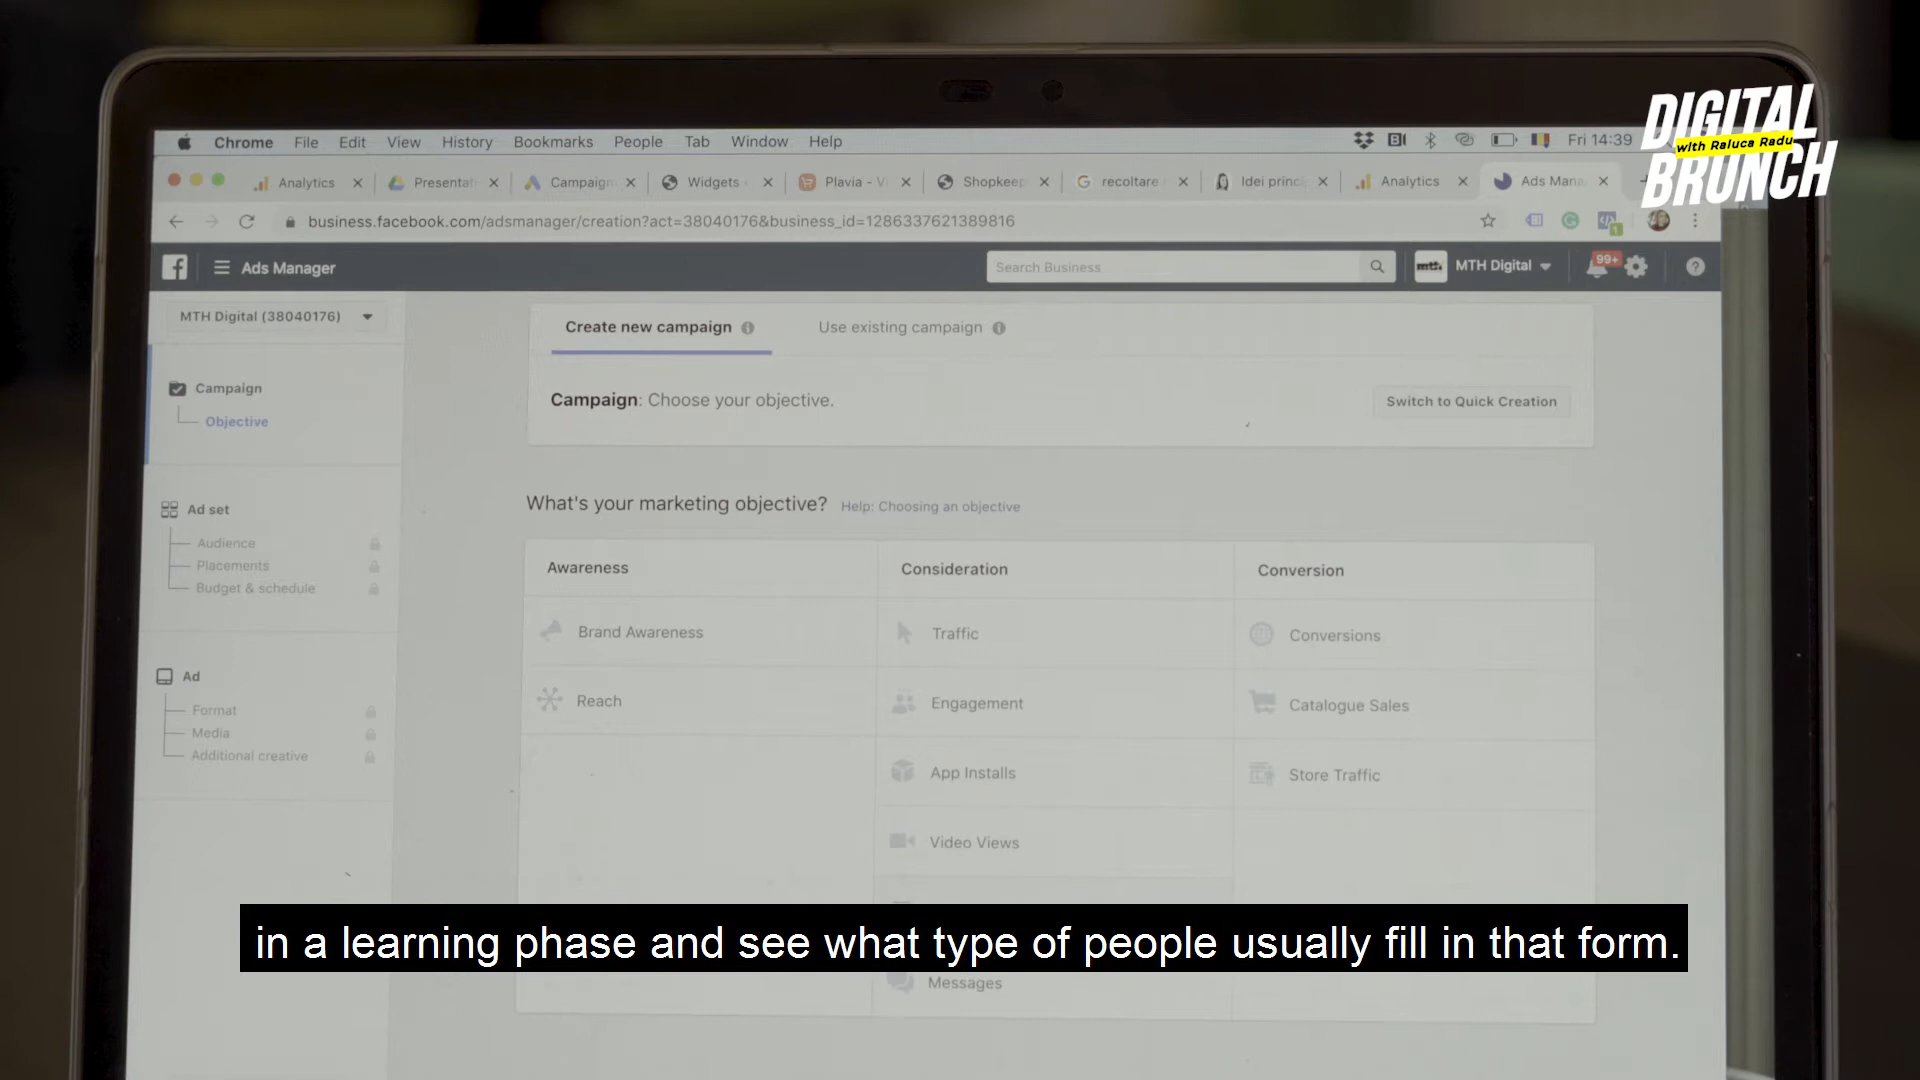 DIGITAL
with Raluca Radu
BRUNCH
Chrome File Edit View History Bookmarks People Tab Window Help Fri 14:39
Analytics Presentat Campaign Widgets Plavia - Vi Shopkeep recoltare Idei princi Analytics Ads Mana
business.facebook.com/adsmanager/creation?act=38040176&business_id=1286337621389816
Ads Manager Search Business mth MTH Digital 99+
MTH Digital (38040176)
Create new campaign Use existing campaign
Campaign
Objective
Campaign: Choose your objective. Switch to Quick Creation
Ad set
Audience
Placements
Budget & schedule
What's your marketing objective? Help: Choosing an objective
Awareness Consideration Conversion
Brand Awareness Traffic Conversions
Reach Engagement Catalogue Sales
App Installs Store Traffic
Video Views
Ad
Format
Media
Additional creative
in a learning phase and see what type of people usually fill in that form.
Messages